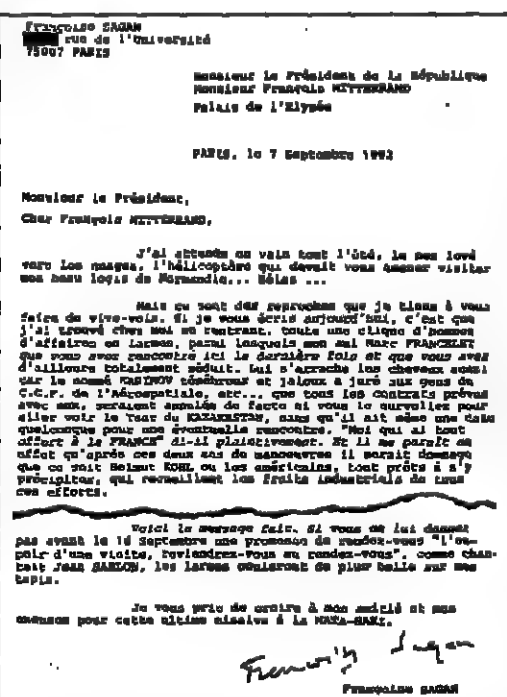 Françoise SAGAN
rue de l'Université
75007 PARIS
Monsieur le Président de la République
Monsieur François MITTERRAND
Palais de l'Elysée
PARIS, le 7 Septembre 1992
Monsieur le Président,
Cher François MITTERRAND,
J'ai attendu en vain tout l'été, le nez levé
vers les nuages, l'hélicoptère qui devait vous amener visiter
mon beau logis de Normandie... Hélas ...
Mais ce sont des reproches que je tiens à vous
faire de vive-voix. Si je vous écris aujourd'hui, c'est que
j'ai trouvé chez moi en rentrant, toute une clique d'hommes
d'affaires en larmes, parmi lesquels mon ami Marc FRANCELET
que vous avez rencontré ici la dernière fois et que vous avez
d'ailleurs totalement séduit. Lui s'arrache les cheveux aussi
car le nommé ténébreux et jaloux a juré aux gens de
C.G.F. de l'Aérospatiale, etc... que tous les contrats prévus
avec eux, seraient annulés de facto si vous le survoliez pour
aller voir le Tsar du KAZAKHSTAN, sans qu'il ait même une date
quelconque pour une éventuelle rencontre. "Moi qui ai tout
offert à la FRANCE" dit-il plaintivement. Et il me paraît en
effet qu'après ces deux ans de manoeuvres il serait dommage
que ce soit Helmut KOHL ou les américains, tout prêts à s'y
précipiter, qui recueillent les fruits industriels de tous
ces efforts.
Voici le message fait. Si vous ne lui donnez
pas avant le 16 Septembre une promesse de rendez-vous "l'es-
poir d'une visite, reviendrez-vous au rendez-vous", comme chan-
tait Jean SABLON, les larmes couleront de plus belle sur mes
tapis.
Je vous prie de croire à mon amitié et mes
excuses pour cette ultime missive à la MATA-HARI.
Françoise Sagan
Françoise SAGAN